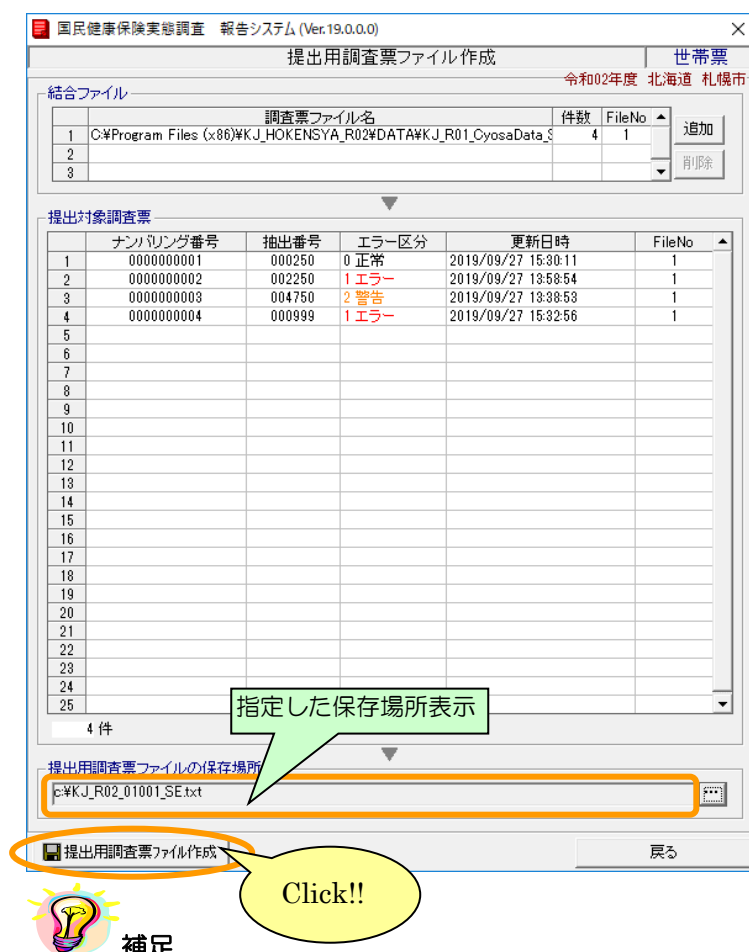 国民健康保険実態調査 報告システム (Ver.19.0.0.0)
提出用調査票ファイル作成 世帯票
令和02年度 北海道 札幌市
結合ファイル
調査票ファイル名 件数 FileNo
1 C:¥Program Files (x86)¥KJ_HOKENSYA_R02¥DATA¥KJ_R01_CyosaData_S 4 1
追加
2
削除
3
提出対象調査票
ナンバリング番号 抽出番号 エラー区分 更新日時 FileNo
1 0000000001 000250 0 正常 2019/09/27 15:30:11 1
2 0000000002 002250 1 エラー 2019/09/27 13:58:54 1
3 0000000003 004750 2 警告 2019/09/27 13:38:53 1
4 0000000004 000999 1 エラー 2019/09/27 15:32:56 1
5
6
7
8
9
10
11
12
13
14
15
16
17
18
19
20
21
22
23
24
25
指定した保存場所表示
4 件
提出用調査票ファイルの保存場所
c:¥KJ_R02_01001_SE.txt
...
提出用調査票ファイル作成
戻る
Click!!
補足